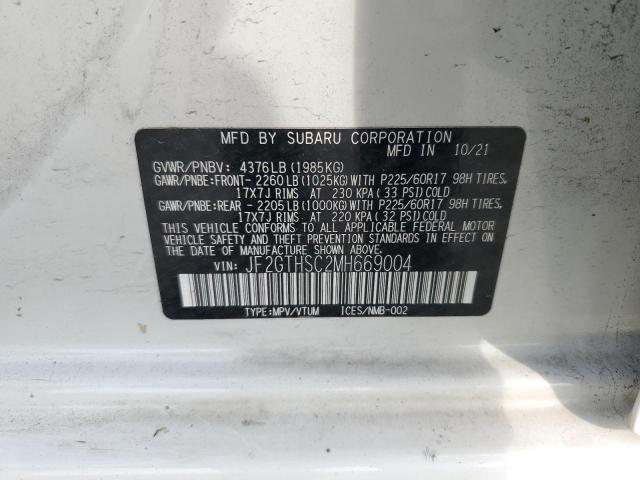 MFD BY SUBARU CORPORATION
MFD IN 10/21
GVWR/PNBV: 4376LB (1985KG)
GAWR/PNBE:FRONT- 2260LB (1025KG) WITH P225/60R17 98H TIRES,
17X7J RIMS AT 230 KPA (33 PSI) COLD
GAWR/PNBE:REAR - 2205LB (1000KG) WITH P225/60R17 98H TIRES,
17X7J RIMS AT 220 KPA (32 PSI) COLD
THIS VEHICLE CONFORMS TO ALL APPLICABLE FEDERAL MOTOR
VEHICLE SAFETY AND THEFT PREVENTION STANDARDS IN EFFECT
ON THE DATE OF MANUFACTURE SHOWN ABOVE.
VIN: JF2GTHSC2MH669004
TYPE:MPV/VTUM ICES/NMB-002